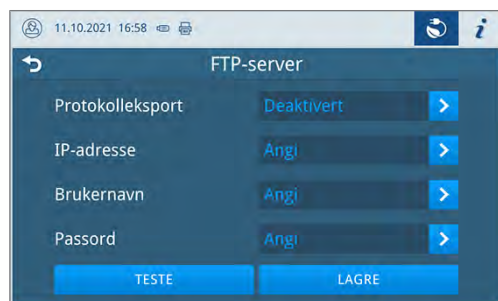 11.10.2021 16:58
i
FTP-server
Protokolleksport Deaktivert
IP-adresse Angi
Brukernavn Angi
Passord Angi
TESTE LAGRE